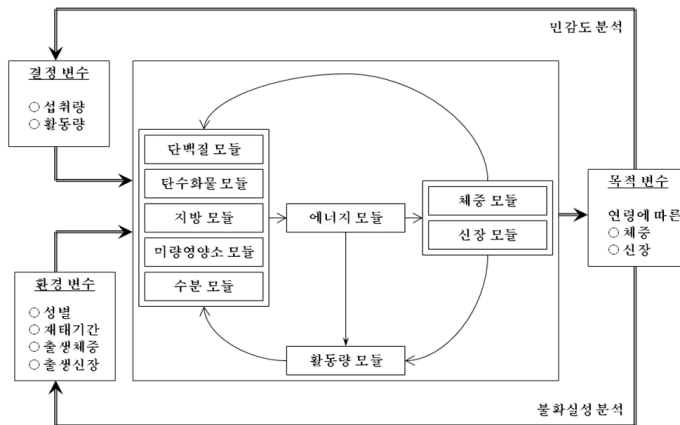 민감도 분석
결정 변수
○ 섭취량
○ 활동량
단백질 모듈
탄수화물 모듈
지방 모듈
미량영양소 모듈
수분 모듈
에너지 모듈
체중 모듈
신장 모듈
활동량 모듈
목적 변수
연령에 따른
○ 체중
○ 신장
환경 변수
○ 성별
○ 재태기간
○ 출생체중
○ 출생신장
불확실성 분석